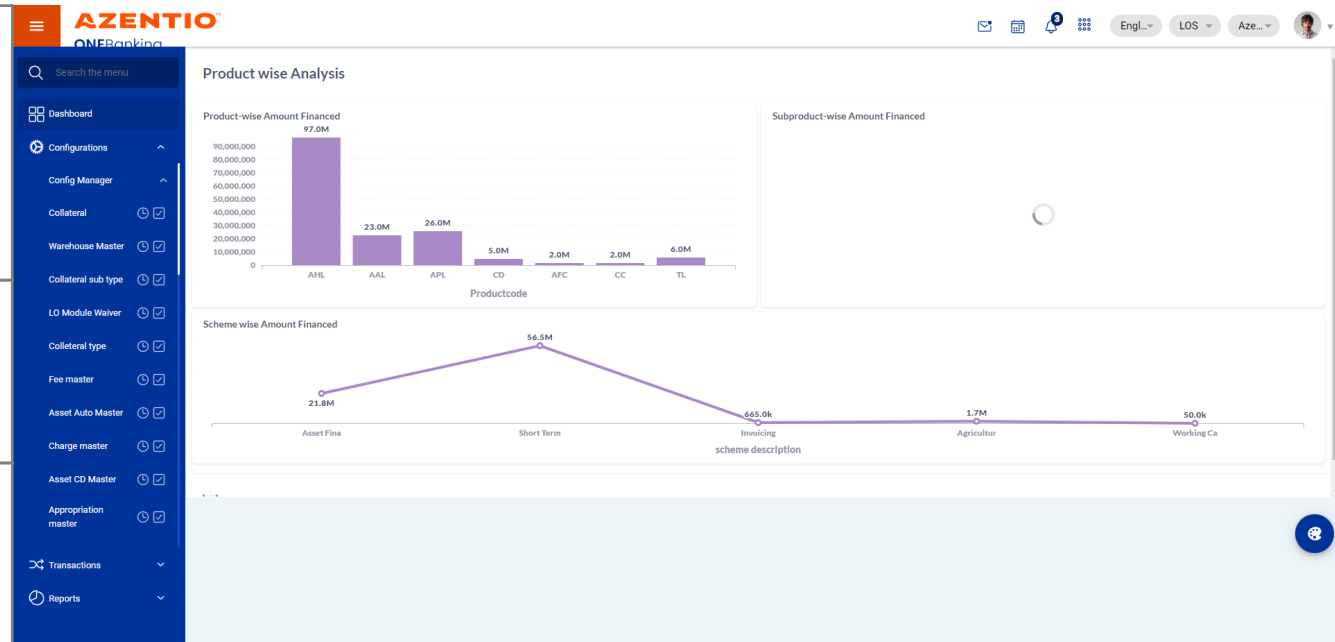 AZENTIO
ONEBanking
3
Engl...
LOS
Aze...
Search the menu
Dashboard
Configurations
Config Manager
Collateral
Warehouse Master
Collateral sub type
LO Module Waiver
Colleteral type
Fee master
Asset Auto Master
Charge master
Asset CD Master
Appropriation
master
Transactions
Reports
Product wise Analysis
Product-wise Amount Financed
97.0M
90,000,000
80,000,000
70,000,000
60,000,000
50,000,000
40,000,000
30,000,000
20,000,000
10,000,000
0
23.0M
26.0M
5.0M
2.0M
2.0M
6.0M
AHL
AAL
APL
CD
AFC
CC
TL
Productcode
Subproduct-wise Amount Financed
Scheme wise Amount Financed
21.8M
56.5M
665.0k
1.7M
50.0k
Asset Fina
Short Term
Invoicing
Agricultur
Working Ca
scheme description